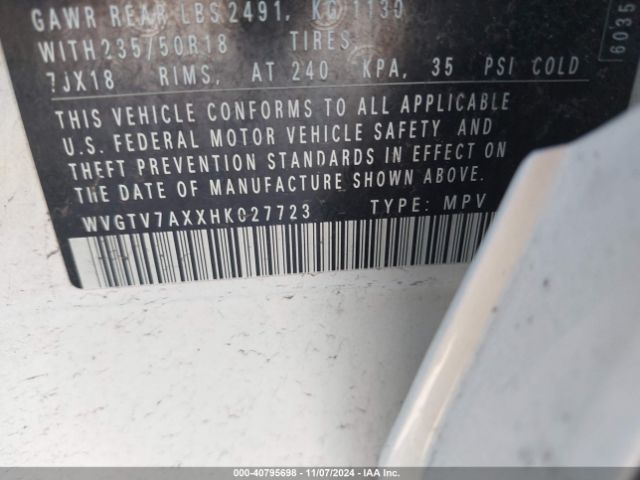 GAWR REAR LBS 2491, KG 1130
WITH 235/50R18 TIRES
7JX18 RIMS, AT 240 KPA, 35 PSI COLD
THIS VEHICLE CONFORMS TO ALL APPLICABLE
U.S. FEDERAL MOTOR VEHICLE SAFETY AND
THEFT PREVENTION STANDARDS IN EFFECT ON
THE DATE OF MANUFACTURE SHOWN ABOVE.
WVGTV7AXXHK027723 TYPE: MPV
6035
000-40795698 - 11/07/2024 - IAA Inc.